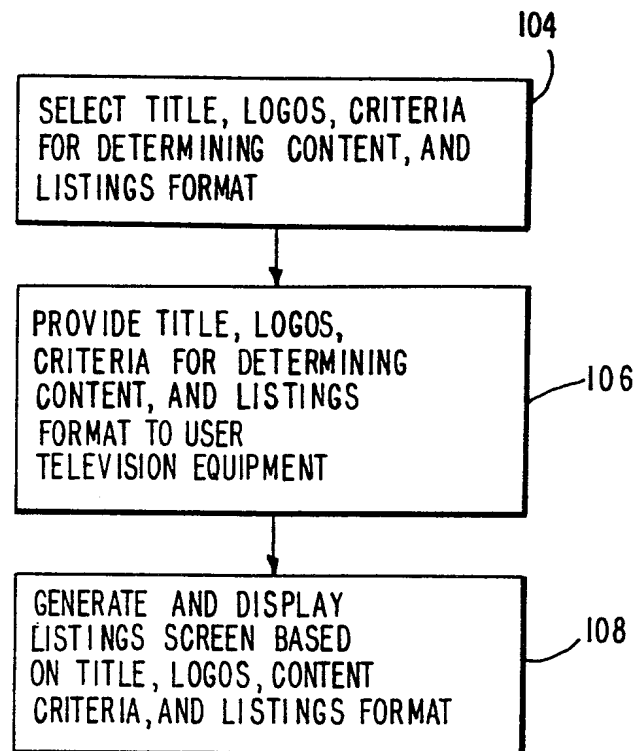 104
SELECT TITLE, LOGOS, CRITERIA
FOR DETERMINING CONTENT, AND
LISTINGS FORMAT
PROVIDE TITLE, LOGOS,
CRITERIA FOR DETERMINING
CONTENT, AND LISTINGS
FORMAT TO USER
TELEVISION EQUIPMENT
106
GENERATE AND DISPLAY
LISTINGS SCREEN BASED
ON TITLE, LOGOS, CONTENT
CRITERIA, AND LISTINGS FORMAT
108